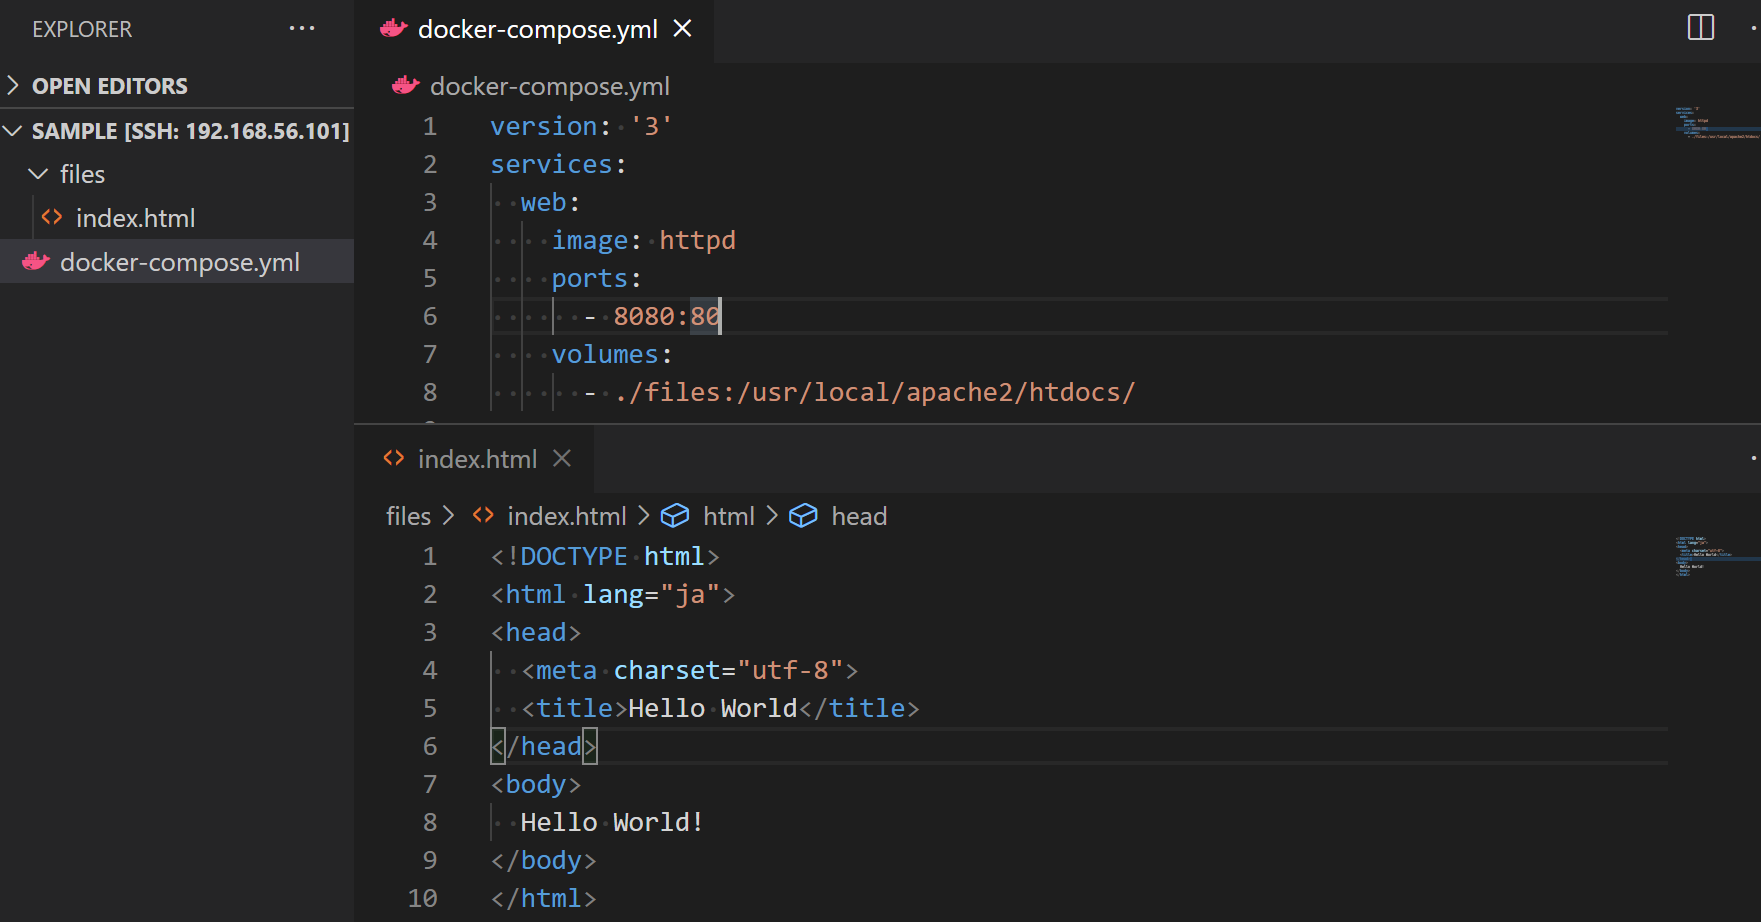 EXPLORER
OPEN EDITORS
SAMPLE [SSH: 192.168.56.101]
files
index.html
docker-compose.yml
docker-compose.yml
docker-compose.yml
1 version: '3'
2 services:
3 web:
4 image: httpd
5 ports:
6 - 8080:80
7 volumes:
8 - ./files:/usr/local/apache2/htdocs/
index.html
files > index.html > html > head
1 <!DOCTYPE html>
2 <html lang="ja">
3 <head>
4 <meta charset="utf-8">
5 <title>Hello World</title>
6 </head>
7 <body>
8 Hello World!
9 </body>
10 </html>